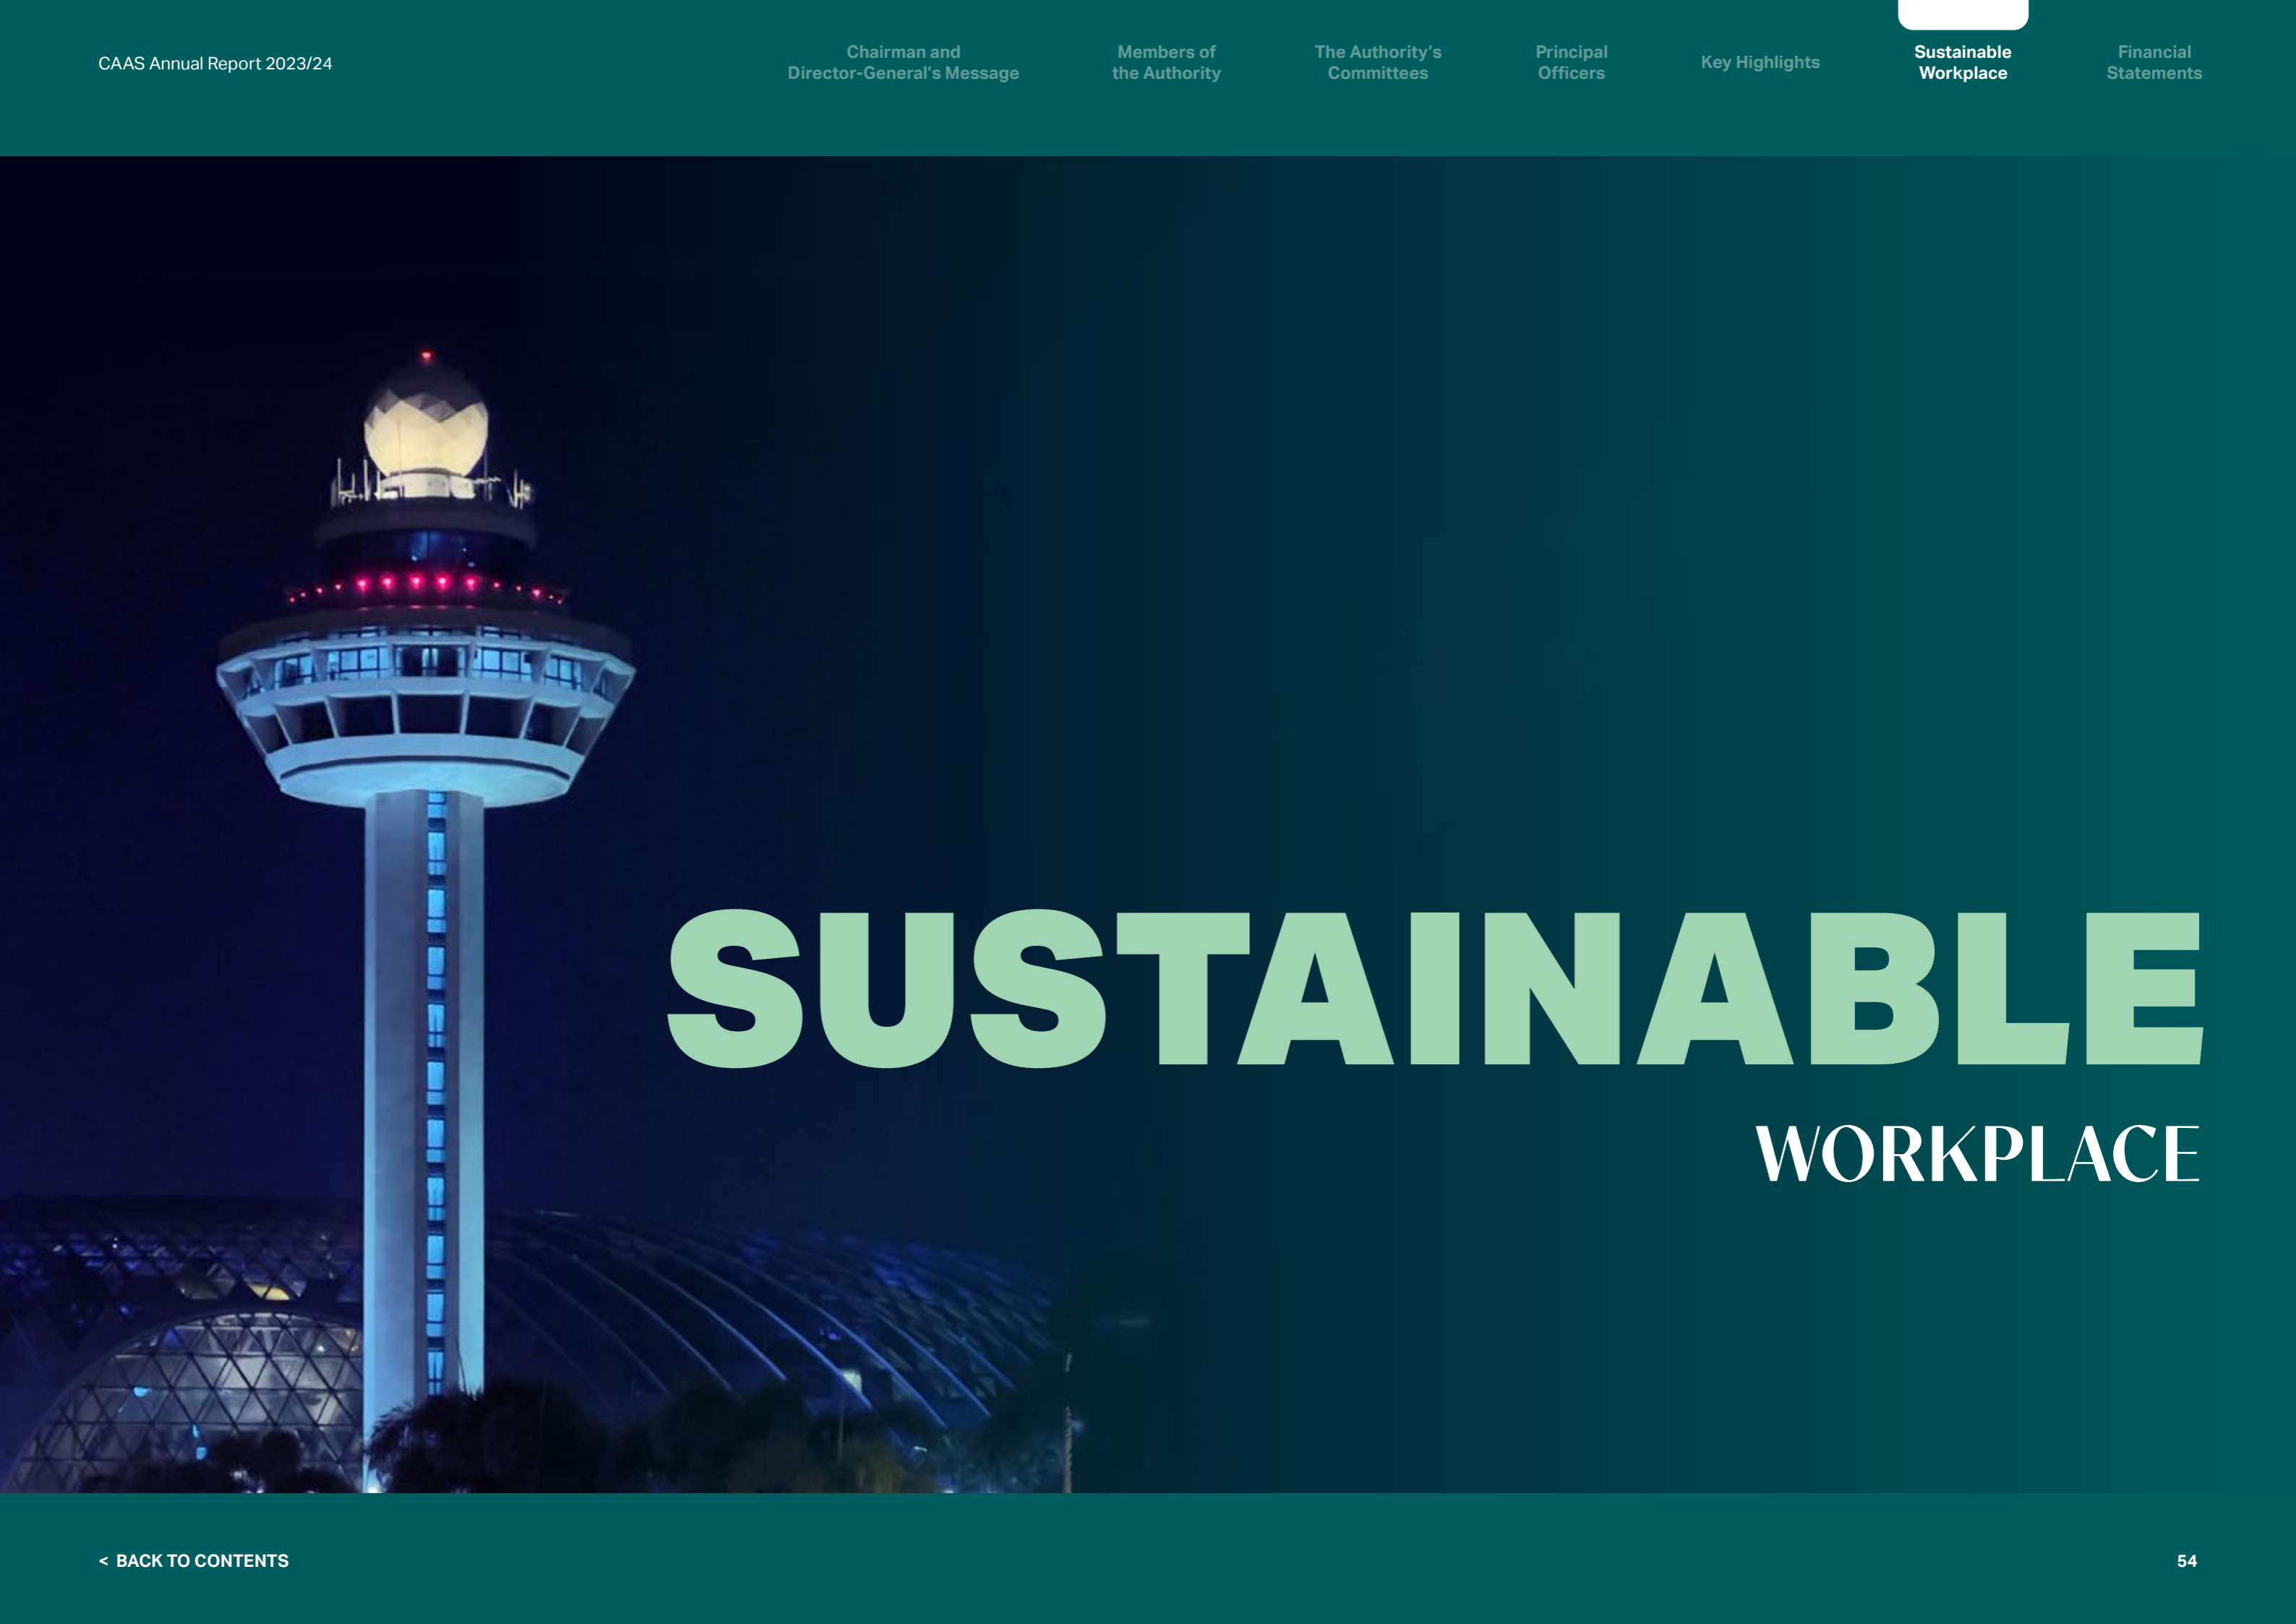 CAAS Annual Report 2023/24
Chairman and
Director-General’s Message
Members of
the Authority
The Authority’s
Committees
Principal
Officers
Key Highlights
Sustainable
Workplace
Financial
Statements
SUSTAINABLE
WORKPLACE
< BACK TO CONTENTS
54